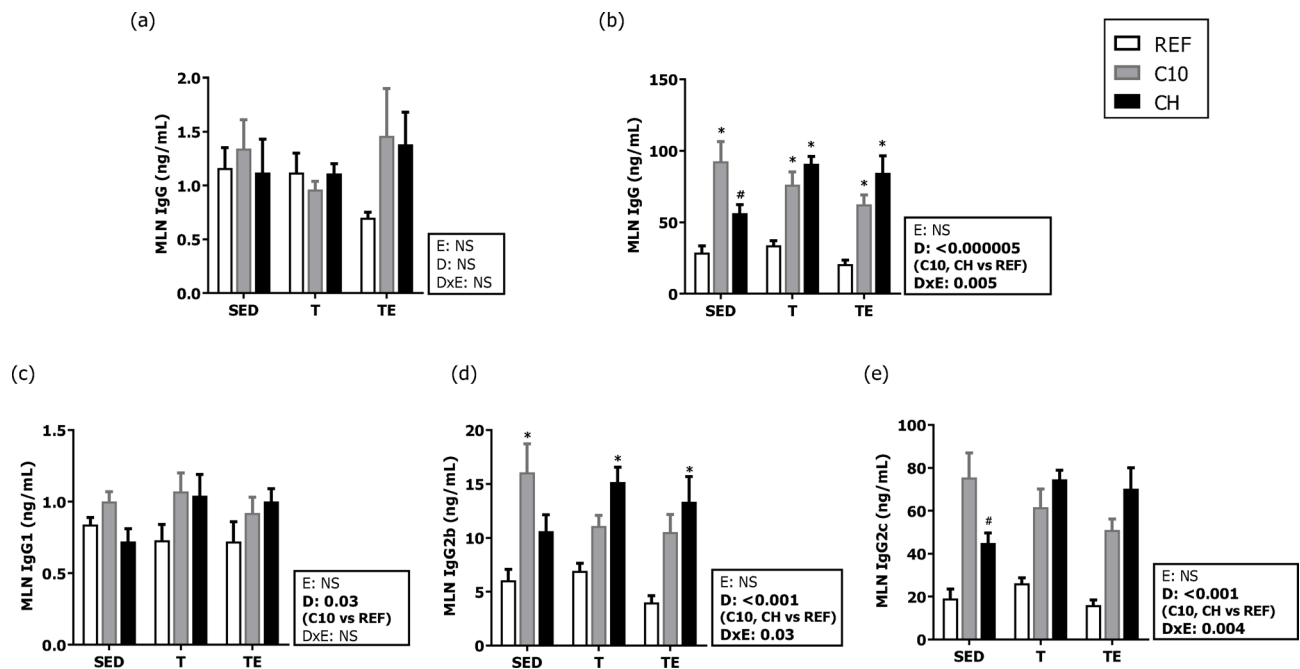 (a)
(b)
REF
C10
CH
MLN IgG (ng/mL)
2.0
1.5
1.0
0.5
0.0
SED
T
TE
E: NS
D: NS
DxE: NS
MLN IgG (ng/mL)
150
100
50
0
*
#
*
*
*
*
SED
T
TE
E: NS
D: <0.000005
(C10, CH vs REF)
DxE: 0.005
(c)
(d)
(e)
MLN IgG1 (ng/mL)
1.5
1.0
0.5
0.0
SED
T
TE
E: NS
D: 0.03
(C10 vs REF)
DxE: NS
MLN IgG2b (ng/mL)
20
15
10
5
0
*
*
*
SED
T
TE
E: NS
D: <0.001
(C10, CH vs REF)
DxE: 0.03
MLN IgG2c (ng/mL)
100
80
60
40
20
0
#
SED
T
TE
E: NS
D: <0.001
(C10, CH vs REF)
DxE: 0.004